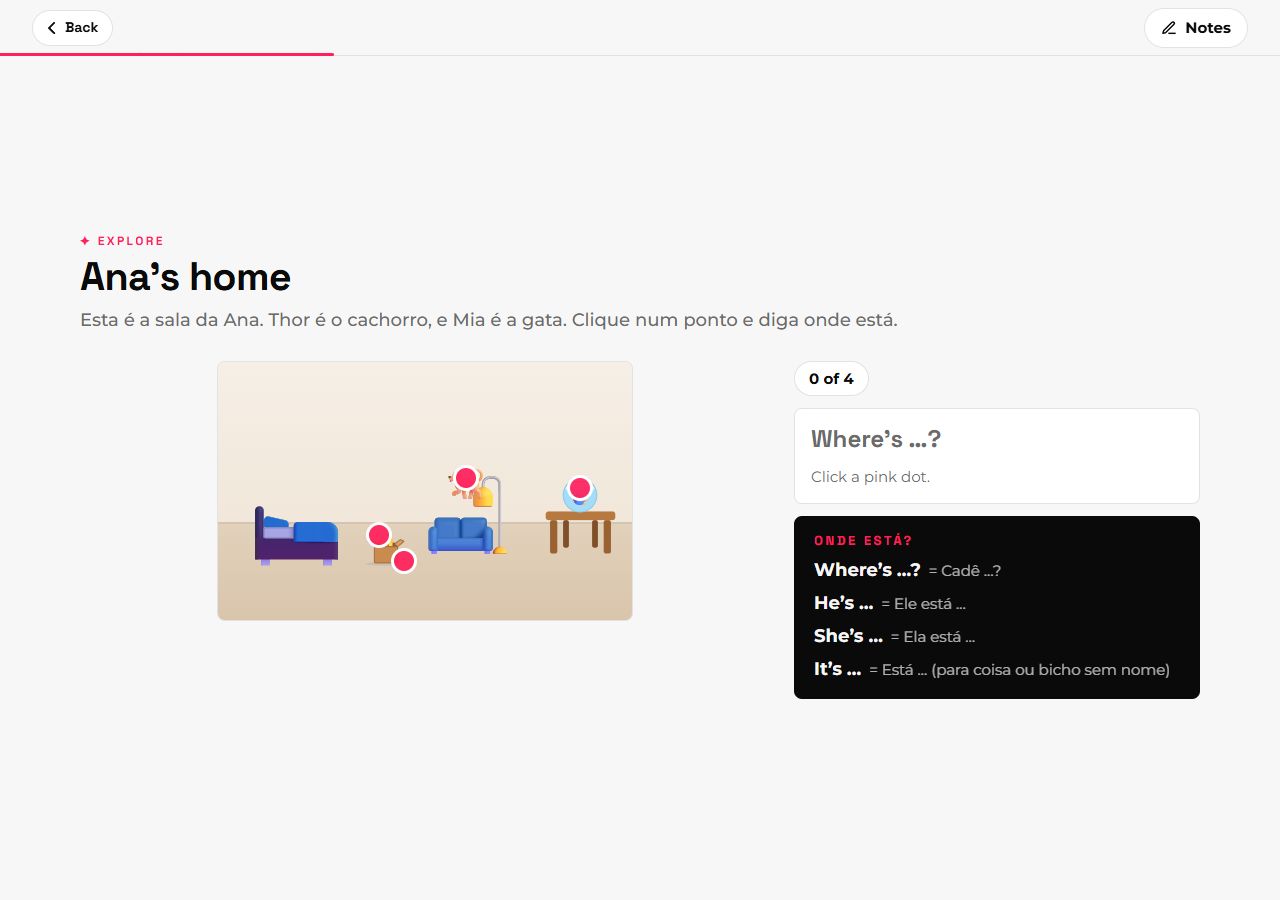 Back
Notes
✦ EXPLORE
Ana’s home
Esta é a sala da Ana. Thor é o cachorro, e Mia é a gata. Clique num ponto e diga onde está.
0 of 4
Where’s ...?
Click a pink dot.
ONDE ESTÁ?
Where’s ...? = Cadê ...?
He’s ... = Ele está ...
She’s ... = Ela está ...
It’s ... = Está ... (para coisa ou bicho sem nome)